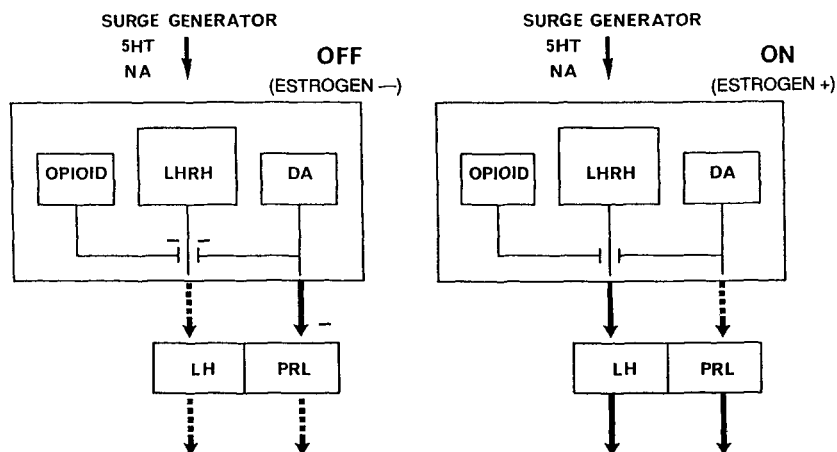 SURGE GENERATOR
5HT
NA
OFF
(ESTROGEN —)
OPIOID
LHRH
DA
– –
–
LH
PRL
SURGE GENERATOR
5HT
NA
ON
(ESTROGEN +)
OPIOID
LHRH
DA
LH
PRL